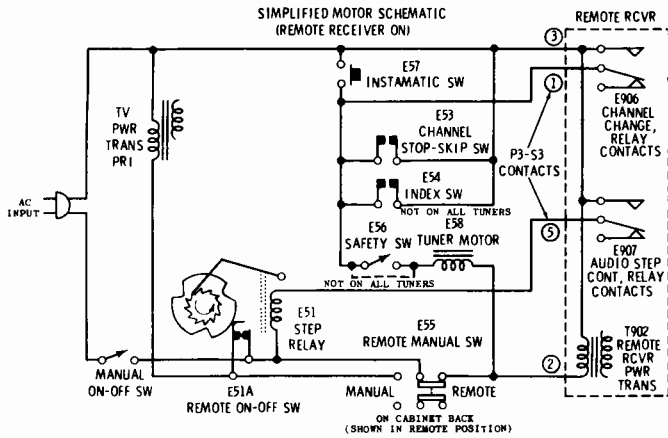 SIMPLIFIED MOTOR SCHEMATIC
(REMOTE RECEIVER ON)
REMOTE RCVR
3
E57
INSTAMATIC SW
1
E906
CHANNEL
CHANGE,
RELAY
CONTACTS
TV
PWR
TRANS
PRI
E53
CHANNEL
STOP-SKIP SW
P3-S3
CONTACTS
E54
INDEX SW
NOT ON ALL TUNERS
AC
INPUT
E56
SAFETY SW
E58
TUNER MOTOR
5
E907
AUDIO STEP
CONT, RELAY
CONTACTS
NOT ON ALL TUNERS
E51
STEP
RELAY
E55
REMOTE MANUAL SW
T902
REMOTE
RCVR
PWR
TRANS
2
MANUAL
ON-OFF SW
E51A
REMOTE ON-OFF SW
MANUAL
REMOTE
ON CABINET BACK
(SHOWN IN REMOTE POSITION)